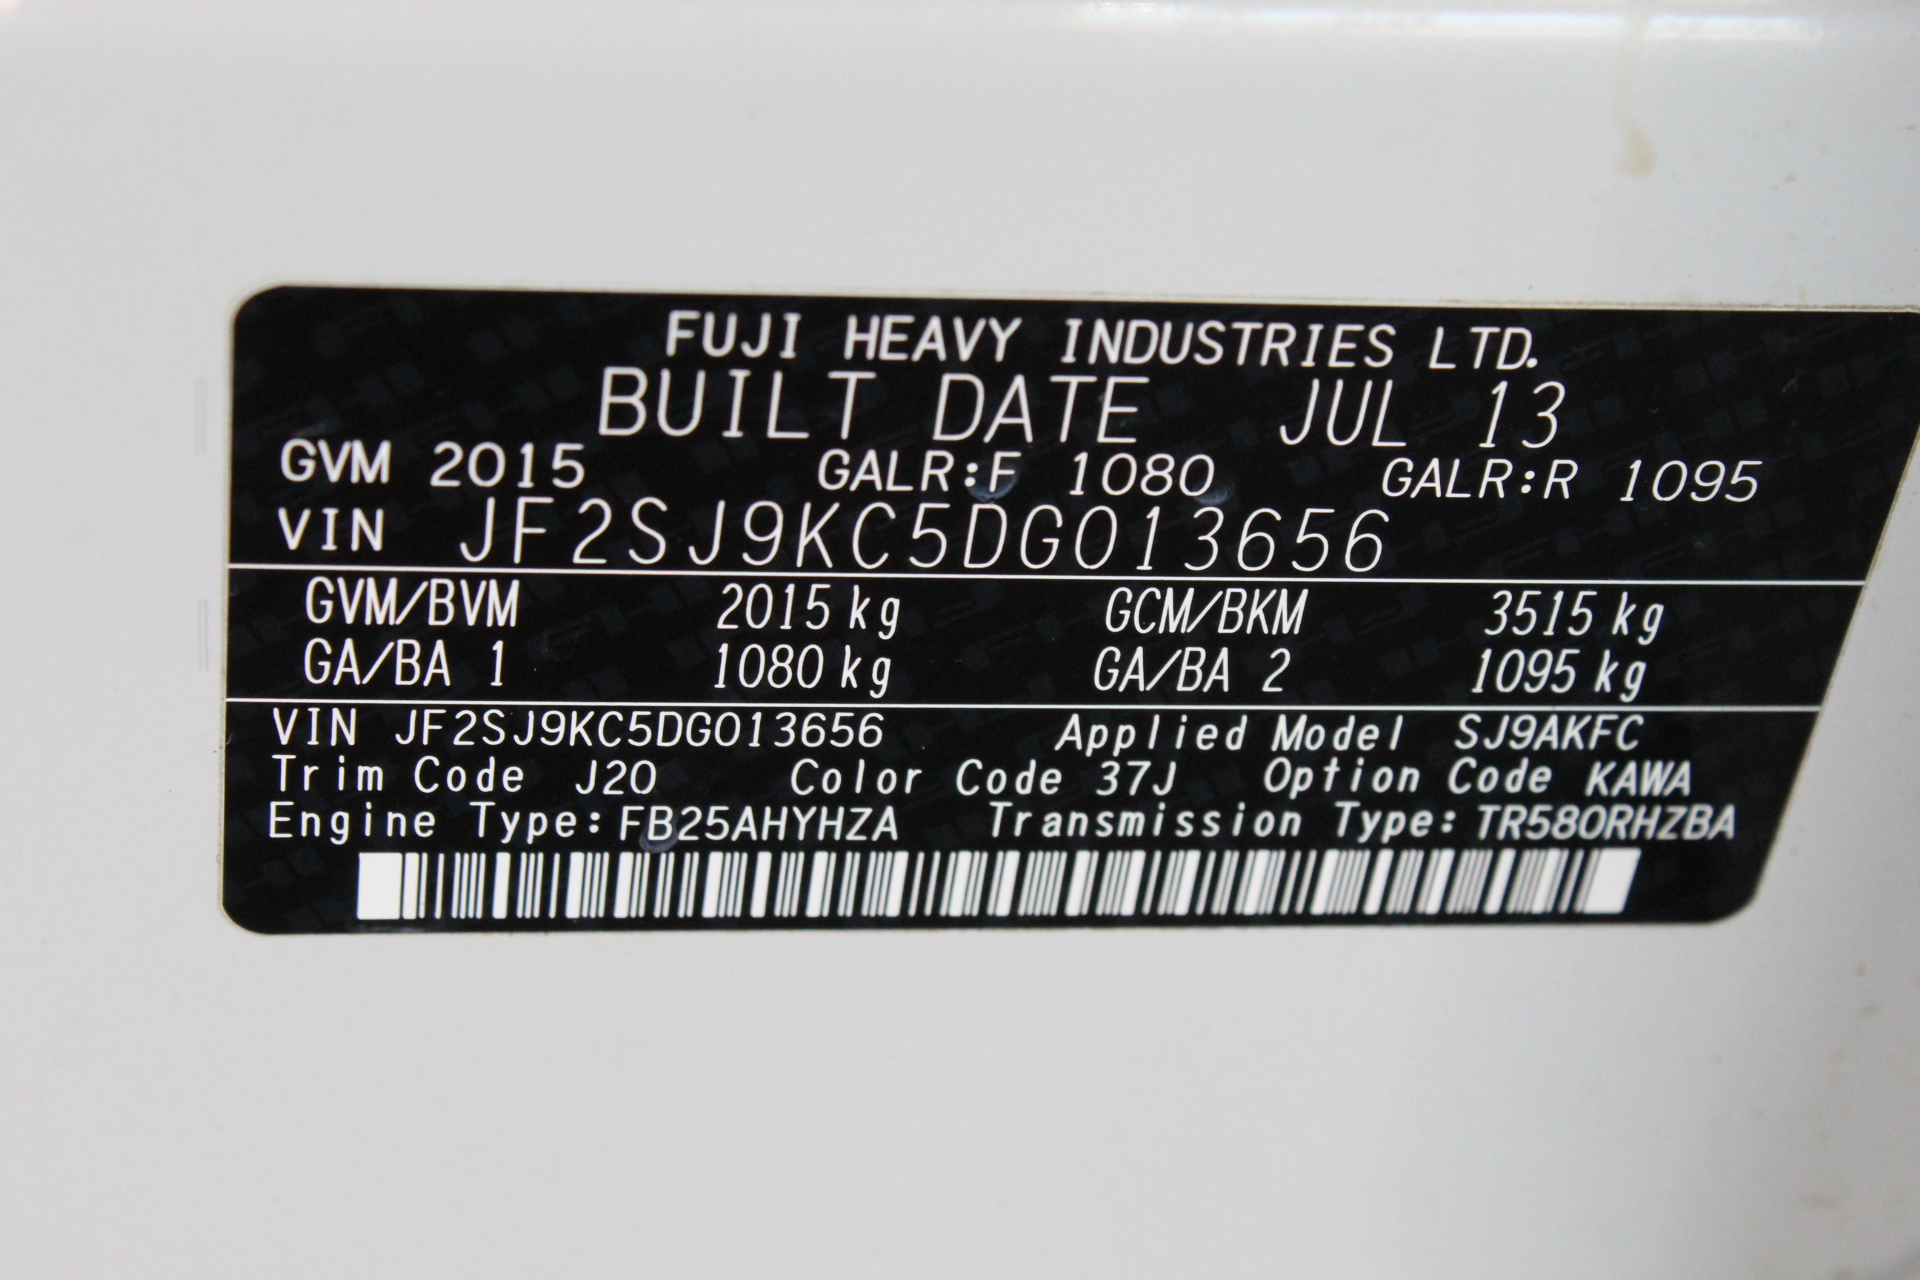 FUJI HEAVY INDUSTRIES LTD.
BUILT DATE JUL 13
GVM 2015 GALR:F 1080 GALR:R 1095
VIN JF2SJ9KC5DG013656
GVM/BVM 2015 kg GCM/BKM 3515 kg
GA/BA 1 1080 kg GA/BA 2 1095 kg
VIN JF2SJ9KC5DG013656 Applied Model SJ9AKFC
Trim Code J20 Color Code 37J Option Code KAWA
Engine Type:FB25AHYHZA Transmission Type:TR580RHZBA